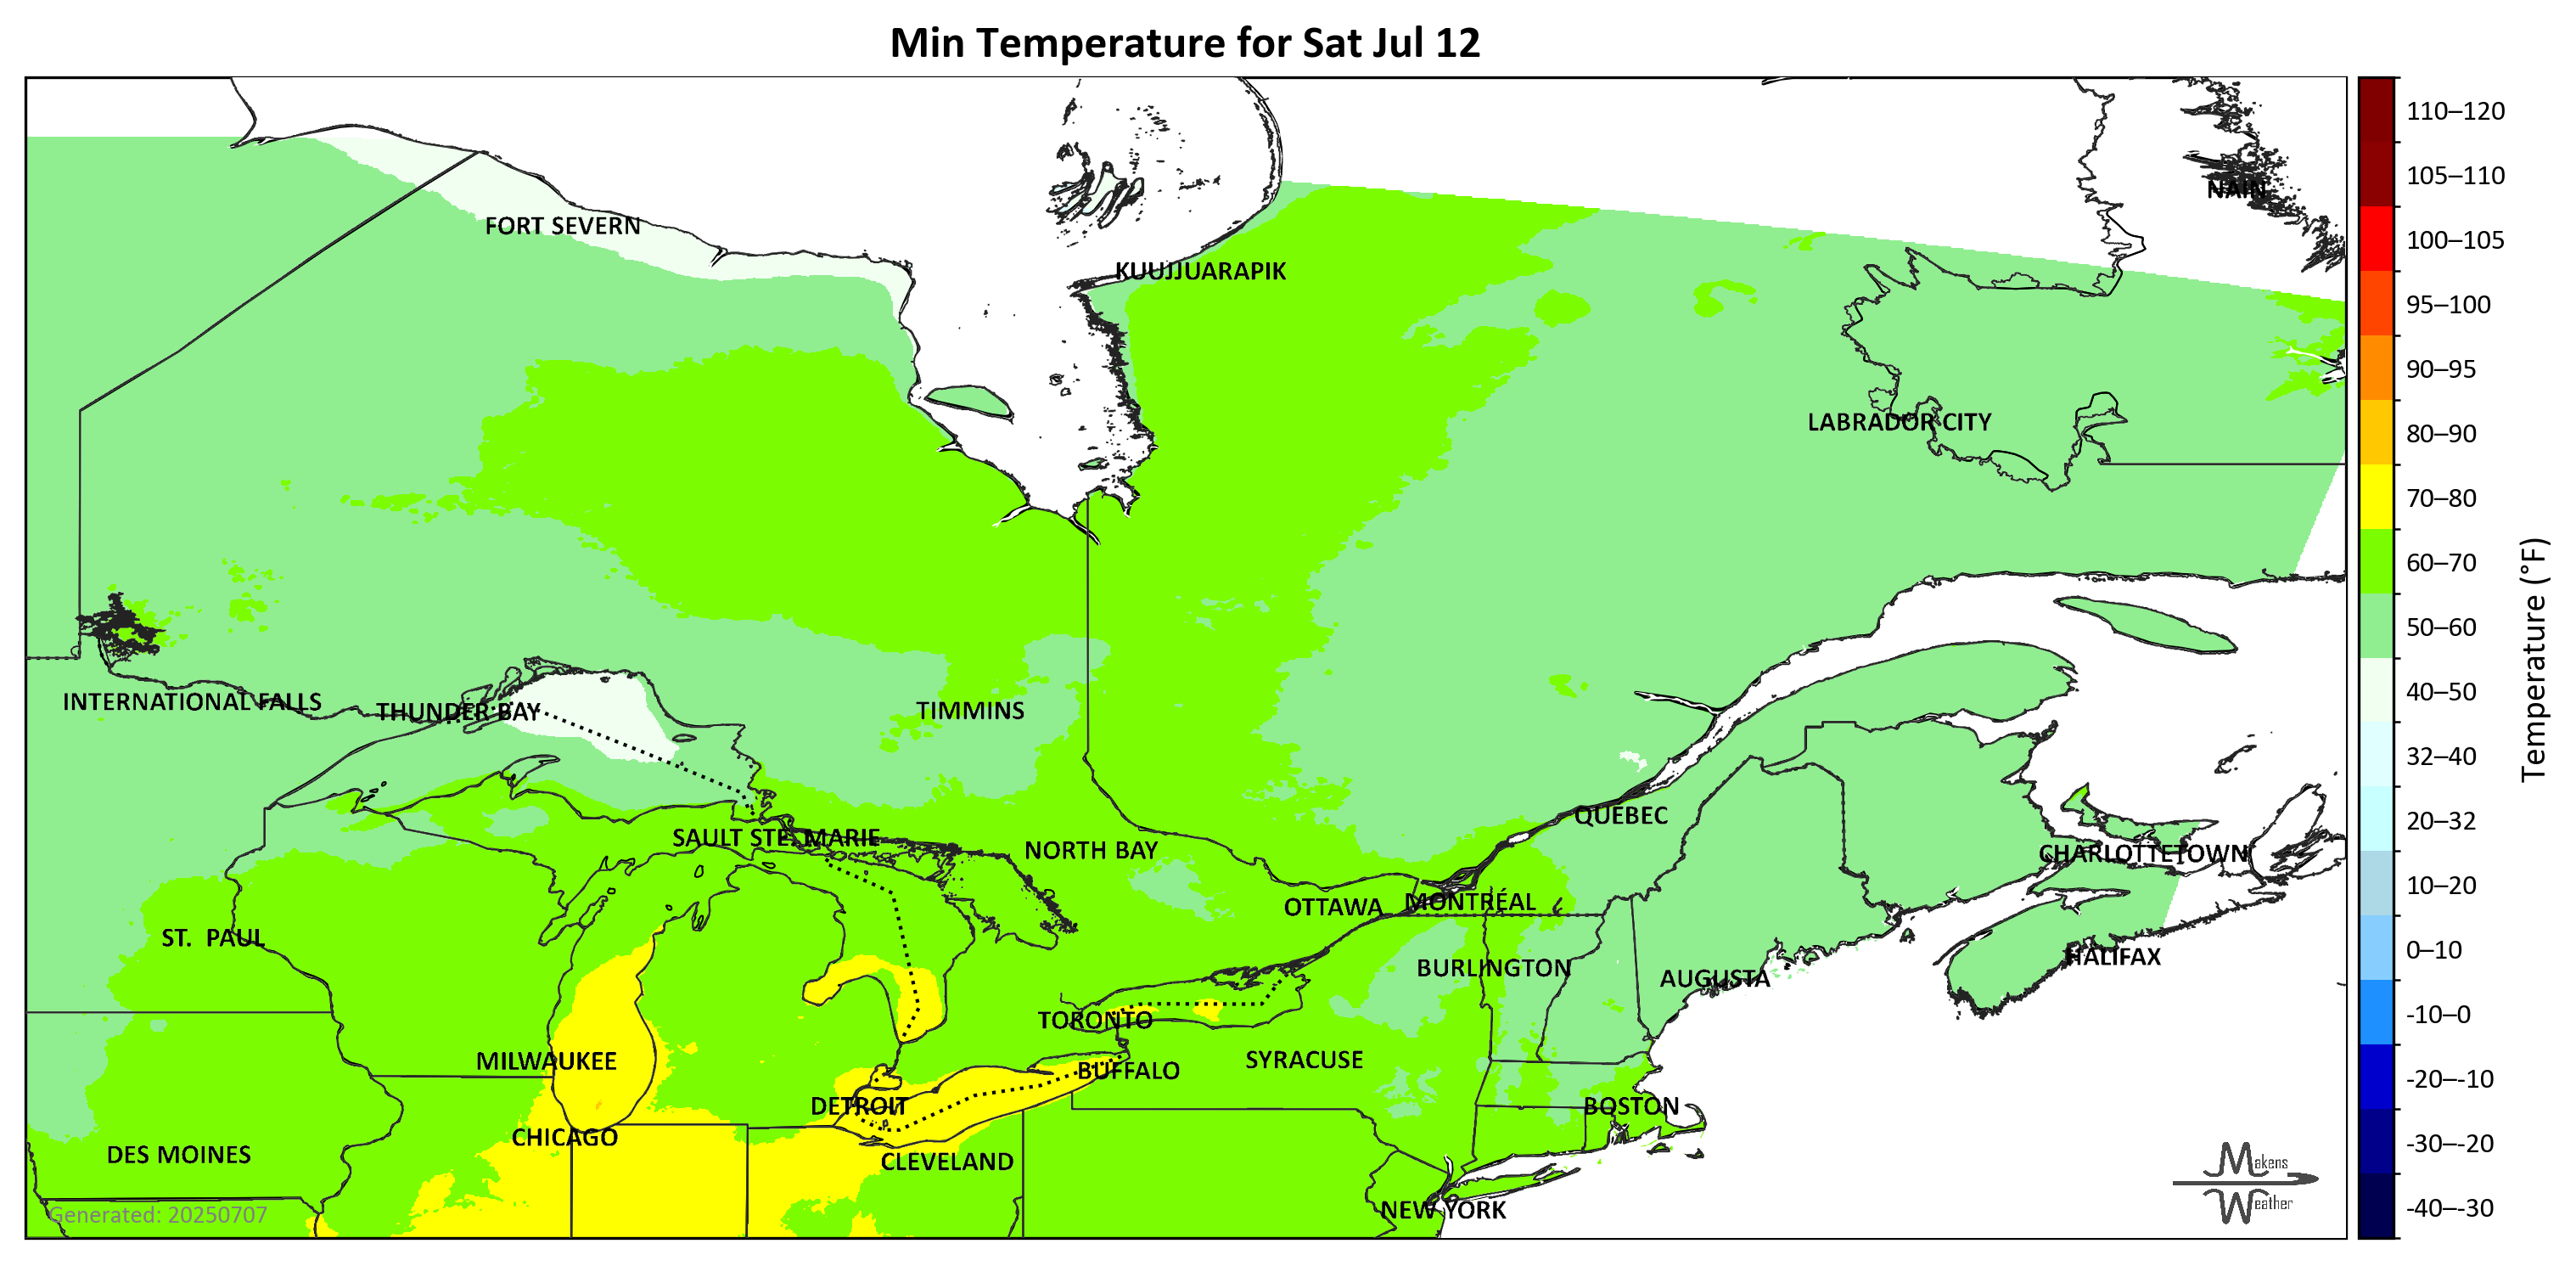 Min Temperature for Sat Jul 12
110–120
105–110
NAIN
FORT SEVERN
100–105
KUUJJUARAPIK
95–100
90–95
LABRADOR CITY
80–90
70–80
60–70
50–60
Temperature (°F)
INTERNATIONAL FALLS
THUNDER BAY
TIMMINS
40–50
32–40
QUEBEC
20–32
SAULT STE. MARIE
NORTH BAY
CHARLOTTETOWN
10–20
OTTAWA
MONTRÉAL
ST.  PAUL
0–10
HALIFAX
BURLINGTON
AUGUSTA
TORONTO
-10–0
MILWAUKEE
SYRACUSE
BUFFALO
-20–-10
DETROIT
BOSTON
CHICAGO
-30–-20
DES MOINES
CLEVELAND
Makens
Weather
NEW YORK
-40–-30
Generated: 20250707